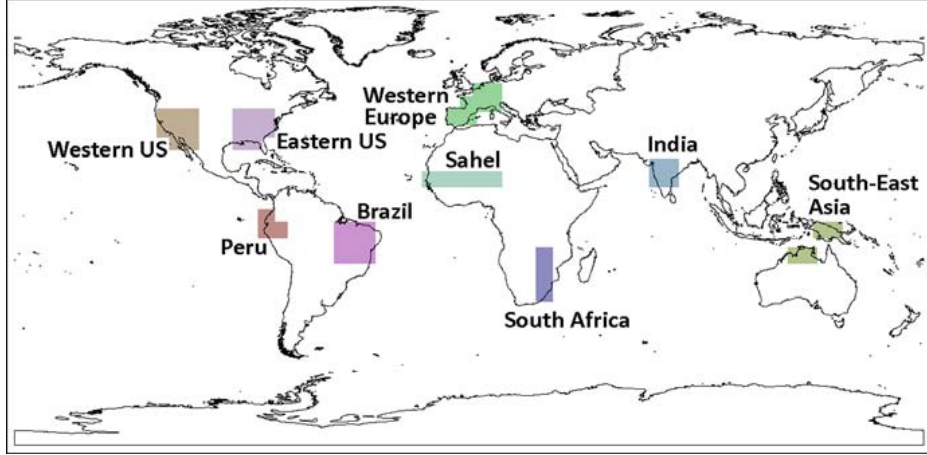 Western
Europe
Western US
Eastern US
Sahel
India
South-East
Asia
Peru
Brazil
South Africa